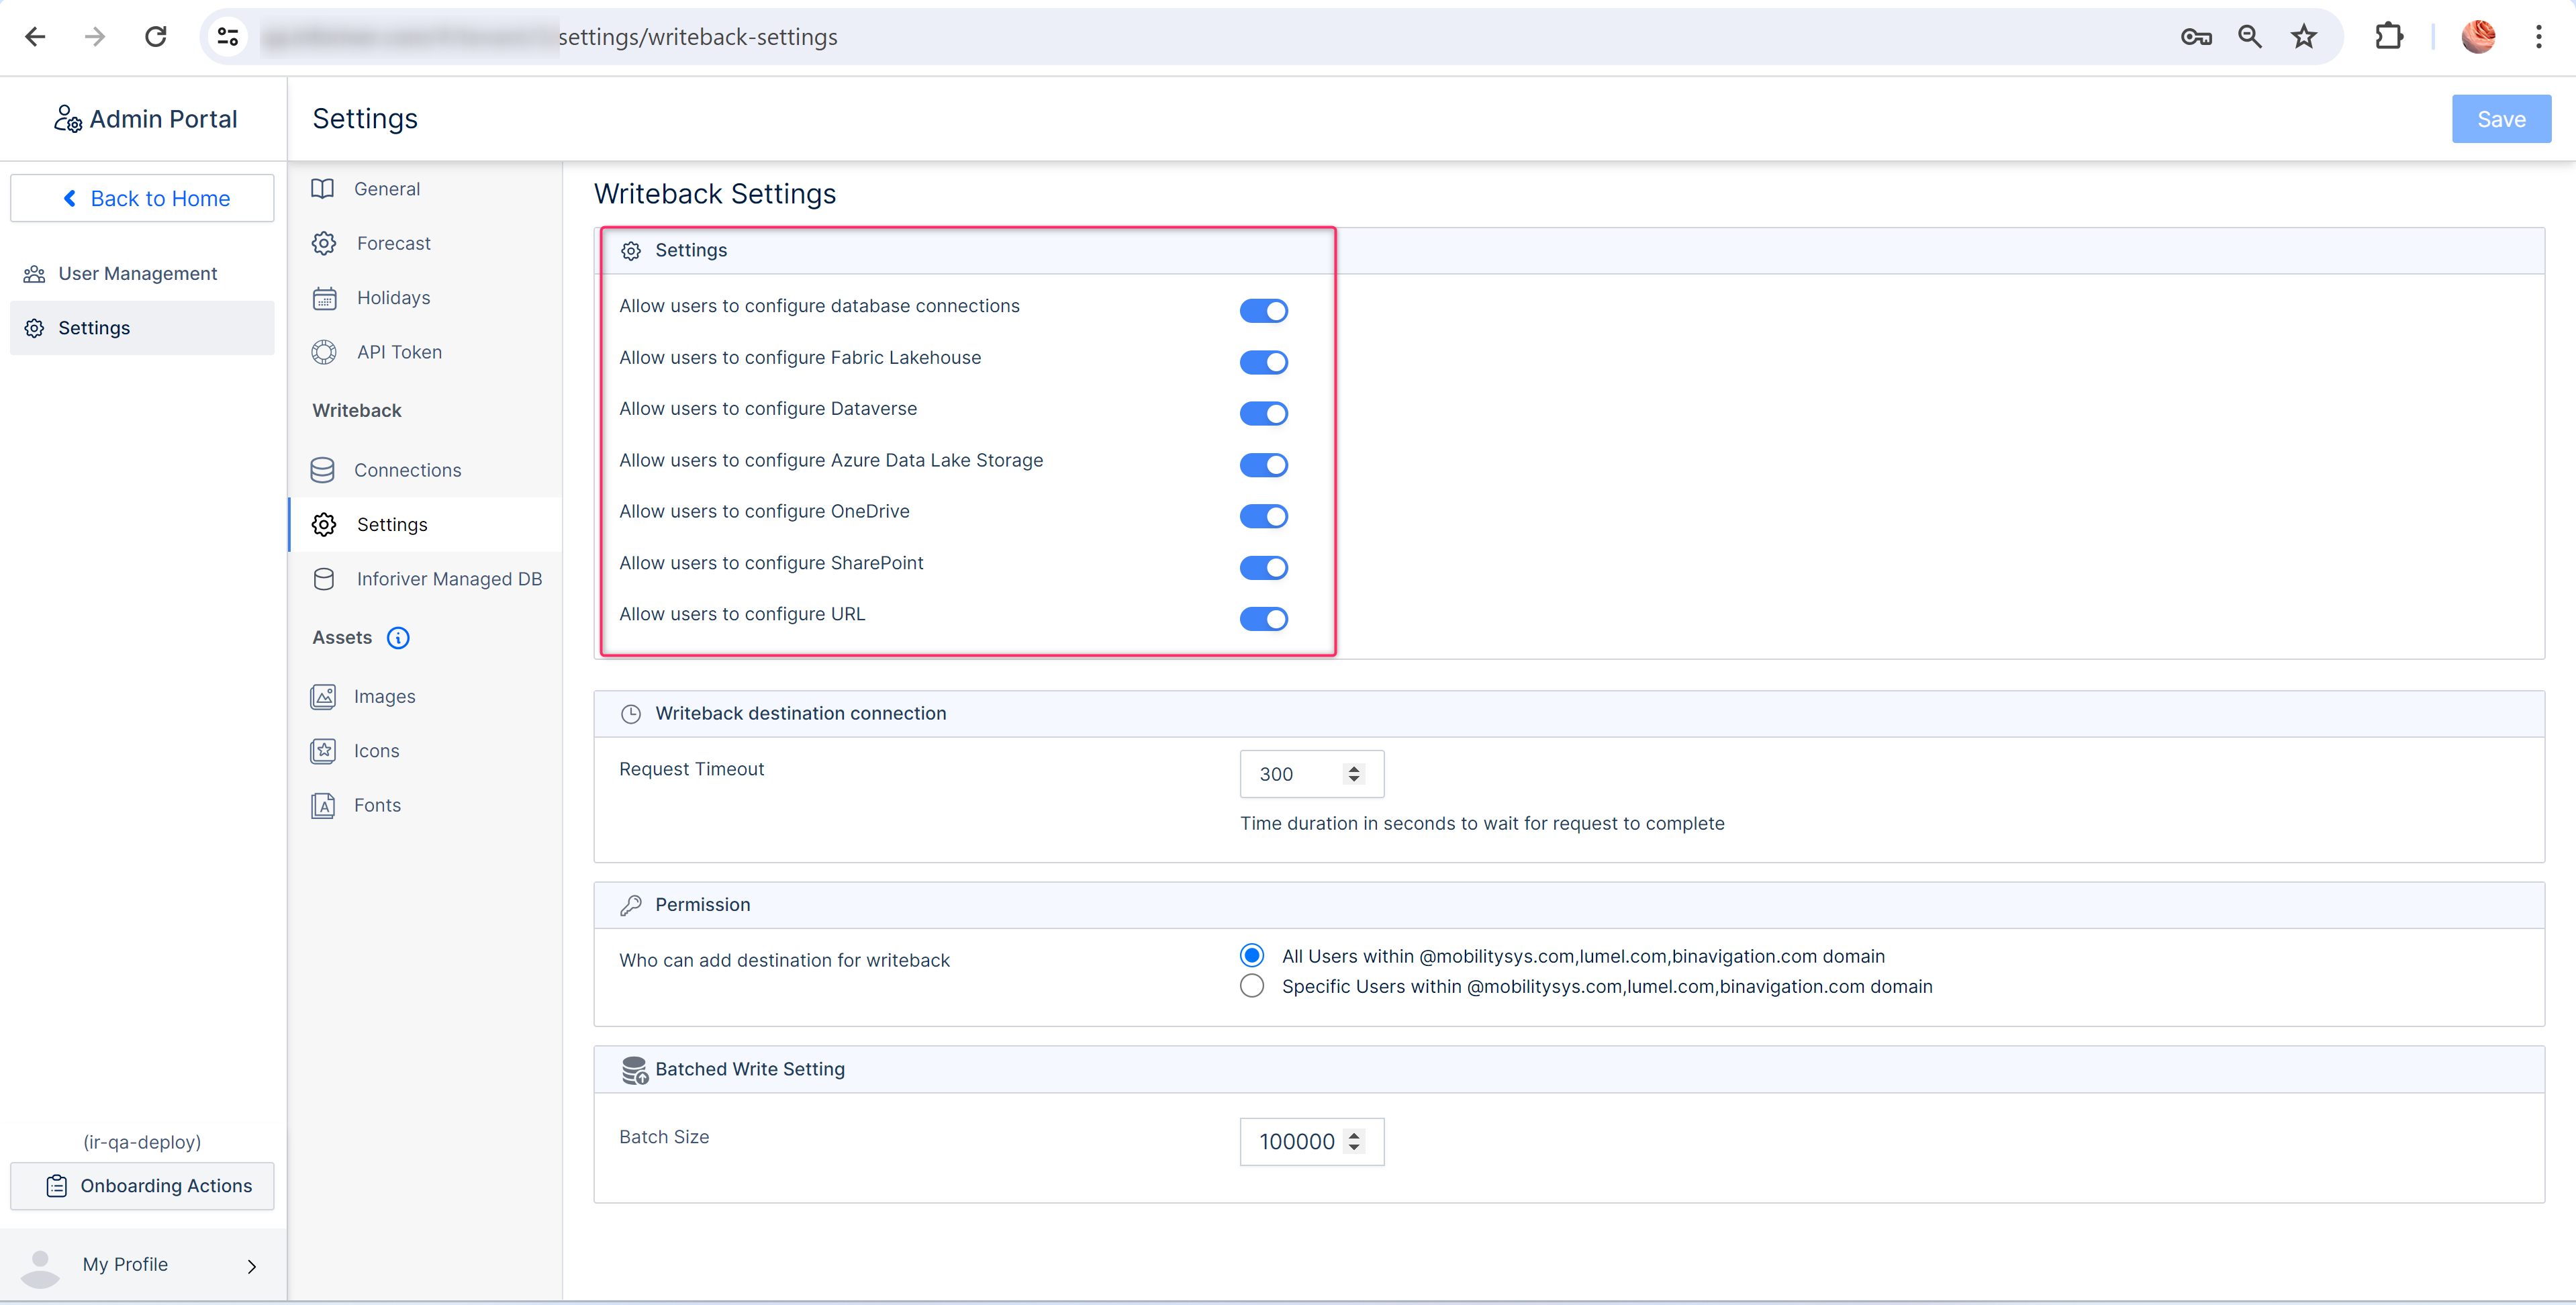 settings/writeback-settings
Admin Portal
Settings
Save
Back to Home
User Management
Settings
General
Forecast
Holidays
API Token
Writeback
Connections
Settings
Inforiver Managed DB
Assets
Images
Icons
Fonts
Writeback Settings
Settings
Allow users to configure database connections
Allow users to configure Fabric Lakehouse
Allow users to configure Dataverse
Allow users to configure Azure Data Lake Storage
Allow users to configure OneDrive
Allow users to configure SharePoint
Allow users to configure URL
Writeback destination connection
Request Timeout
300
Time duration in seconds to wait for request to complete
Permission
Who can add destination for writeback
All Users within @mobilitysys.com,lumel.com,binavigation.com domain
Specific Users within @mobilitysys.com,lumel.com,binavigation.com domain
Batched Write Setting
Batch Size
100000
(ir-qa-deploy)
Onboarding Actions
My Profile